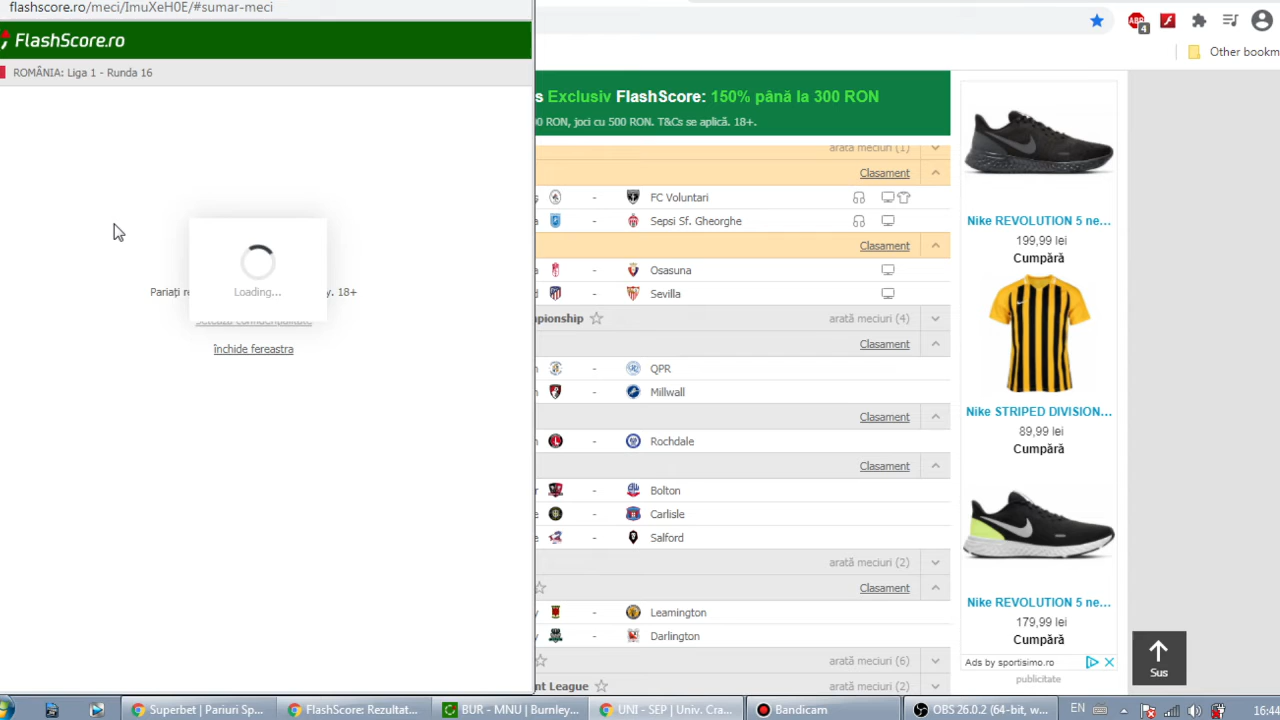 flashscore.ro/meci/ImuXeH0E/#sumar-meci
FlashScore.ro
ROMÂNIA: Liga 1 - Runda 16
Loading...
Pariați
18+
închide fereastra
Other bookm
ABP
4
s Exclusiv FlashScore: 150% până la 300 RON
RON, joci cu 500 RON. T&Cs se aplică. 18+.
arată meciuri (1)
Clasament
- FC Voluntari
- Sepsi Sf. Gheorghe
Clasament
- Osasuna
- Sevilla
pionship arată meciuri (4)
Clasament
- QPR
- Millwall
Clasament
- Rochdale
Clasament
- Bolton
- Carlisle
- Salford
arată meciuri (2)
Clasament
- Leamington
- Darlington
arată meciuri (6)
nt League arată meciuri (2)
Nike REVOLUTION 5 ne...
199,99 lei
Cumpără
Nike STRIPED DIVISION...
89,99 lei
Cumpără
Nike REVOLUTION 5 ne...
179,99 lei
Cumpără
Ads by sportisimo.ro
publicitate
Sus
Superbet | Pariuri Sp...
FlashScore: Rezultat...
BUR - MNU | Burnley...
UNI - SEP | Univ. Cra...
Bandicam
OBS 26.0.2 (64-bit, w...
EN
16:44